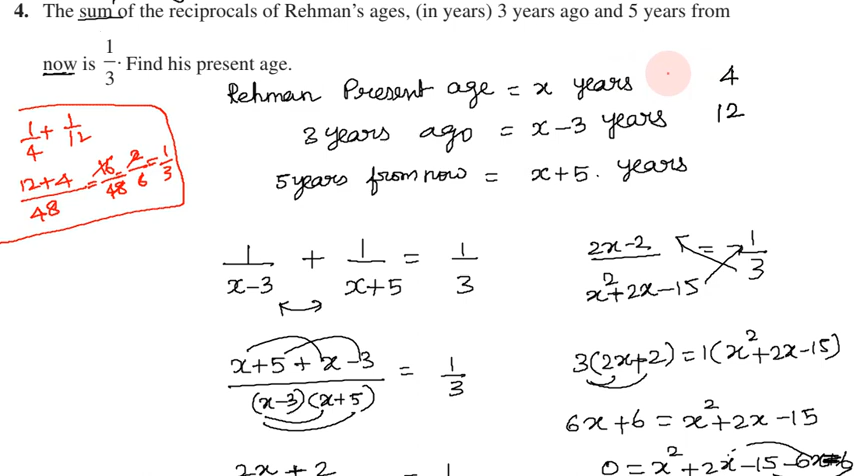 4. The sum of the reciprocals of Rehman's ages, (in years) 3 years ago and 5 years from
now is 1/3. Find his present age.
Rehman Present age = x years 4
3 years ago = x-3 years 12
5 years from now = x+5. years
1/4 + 1/12
12+4/48 = 16/48 = 2/6 = 1/3
1/x-3 + 1/x+5 = 1/3
x+5+x-3/(x-3)(x+5) = 1/3
2x+2 = 1
2x-2/x²+2x-15 = 1/3
3(2x+2)=1(x²+2x-15)
6x+6 = x²+2x-15
0=x²+2x-15-6x-6